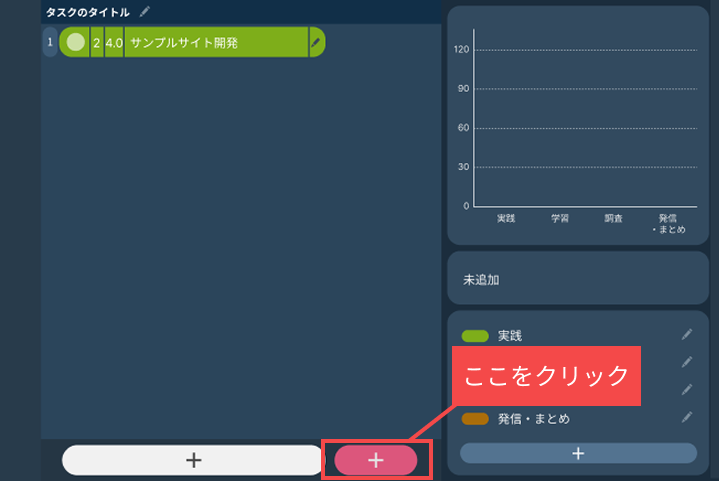 タスクのタイトル
1 2 4.0 サンプルサイト開発
120
90
60
30
0
実践 学習 調査 発信
・まとめ
未追加
実践
ここをクリック
発信・まとめ
+ + +